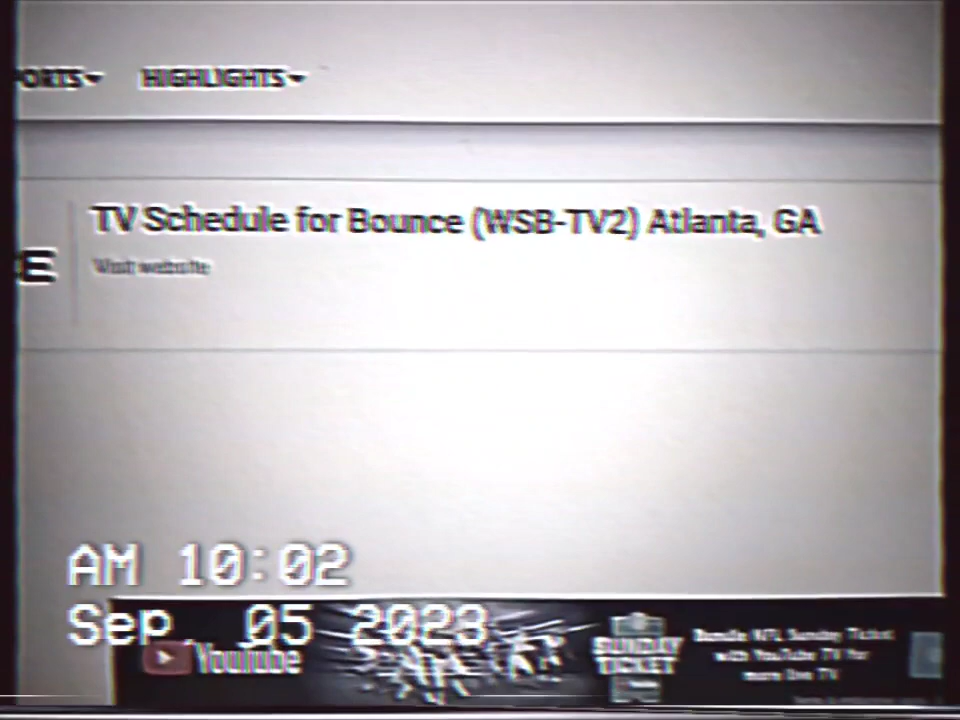 PORTS HIGHLIGHTS
TV Schedule for Bounce (WSB-TV2) Atlanta, GA
E
Visit website
AM 10:02
Sep. 05 2023
YouTube
SUNDAY
TICKET
Bundle NFL Sunday Ticket
with YouTube TV for
more live TV